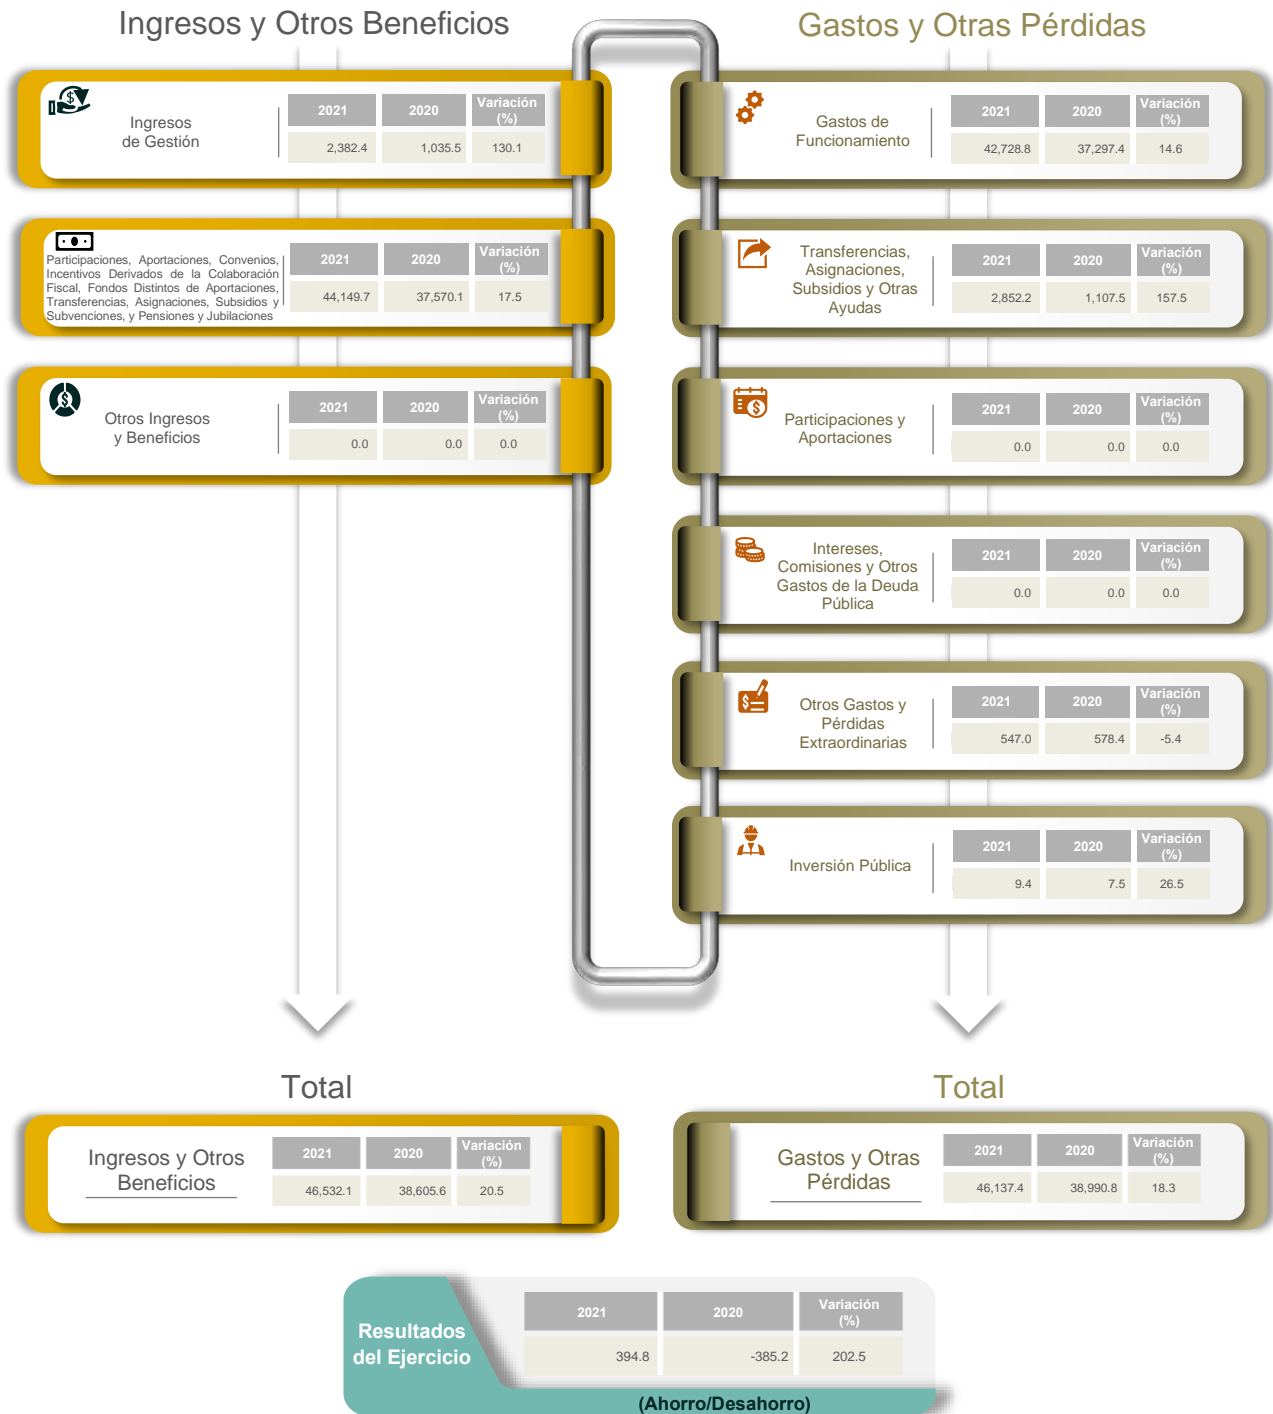 Ingresos y Otros Beneficios
Ingresos
de Gestión
2021 2020 Variación
(%)
2,382.4 1,035.5 130.1
Participaciones, Aportaciones, Convenios,
Incentivos Derivados de la Colaboración
Fiscal, Fondos Distintos de Aportaciones,
Transferencias, Asignaciones, Subsidios y
Subvenciones, y Pensiones y Jubilaciones
2021 2020 Variación
(%)
44,149.7 37,570.1 17.5
Otros Ingresos
y Beneficios
2021 2020 Variación
(%)
0.0 0.0 0.0
Gastos y Otras Pérdidas
Gastos de
Funcionamiento
2021 2020 Variación
(%)
42,728.8 37,297.4 14.6
Transferencias,
Asignaciones,
Subsidios y Otras
Ayudas
2021 2020 Variación
(%)
2,852.2 1,107.5 157.5
Participaciones y
Aportaciones
2021 2020 Variación
(%)
0.0 0.0 0.0
Intereses,
Comisiones y Otros
Gastos de la Deuda
Pública
2021 2020 Variación
(%)
0.0 0.0 0.0
Otros Gastos y
Pérdidas
Extraordinarias
2021 2020 Variación
(%)
547.0 578.4 -5.4
Inversión Pública
2021 2020 Variación
(%)
9.4 7.5 26.5
Total
Ingresos y Otros
Beneficios
2021 2020 Variación
(%)
46,532.1 38,605.6 20.5
Total
Gastos y Otras
Pérdidas
2021 2020 Variación
(%)
46,137.4 38,990.8 18.3
Resultados
del Ejercicio
2021 2020 Variación
(%)
394.8 -385.2 202.5
(Ahorro/Desahorro)